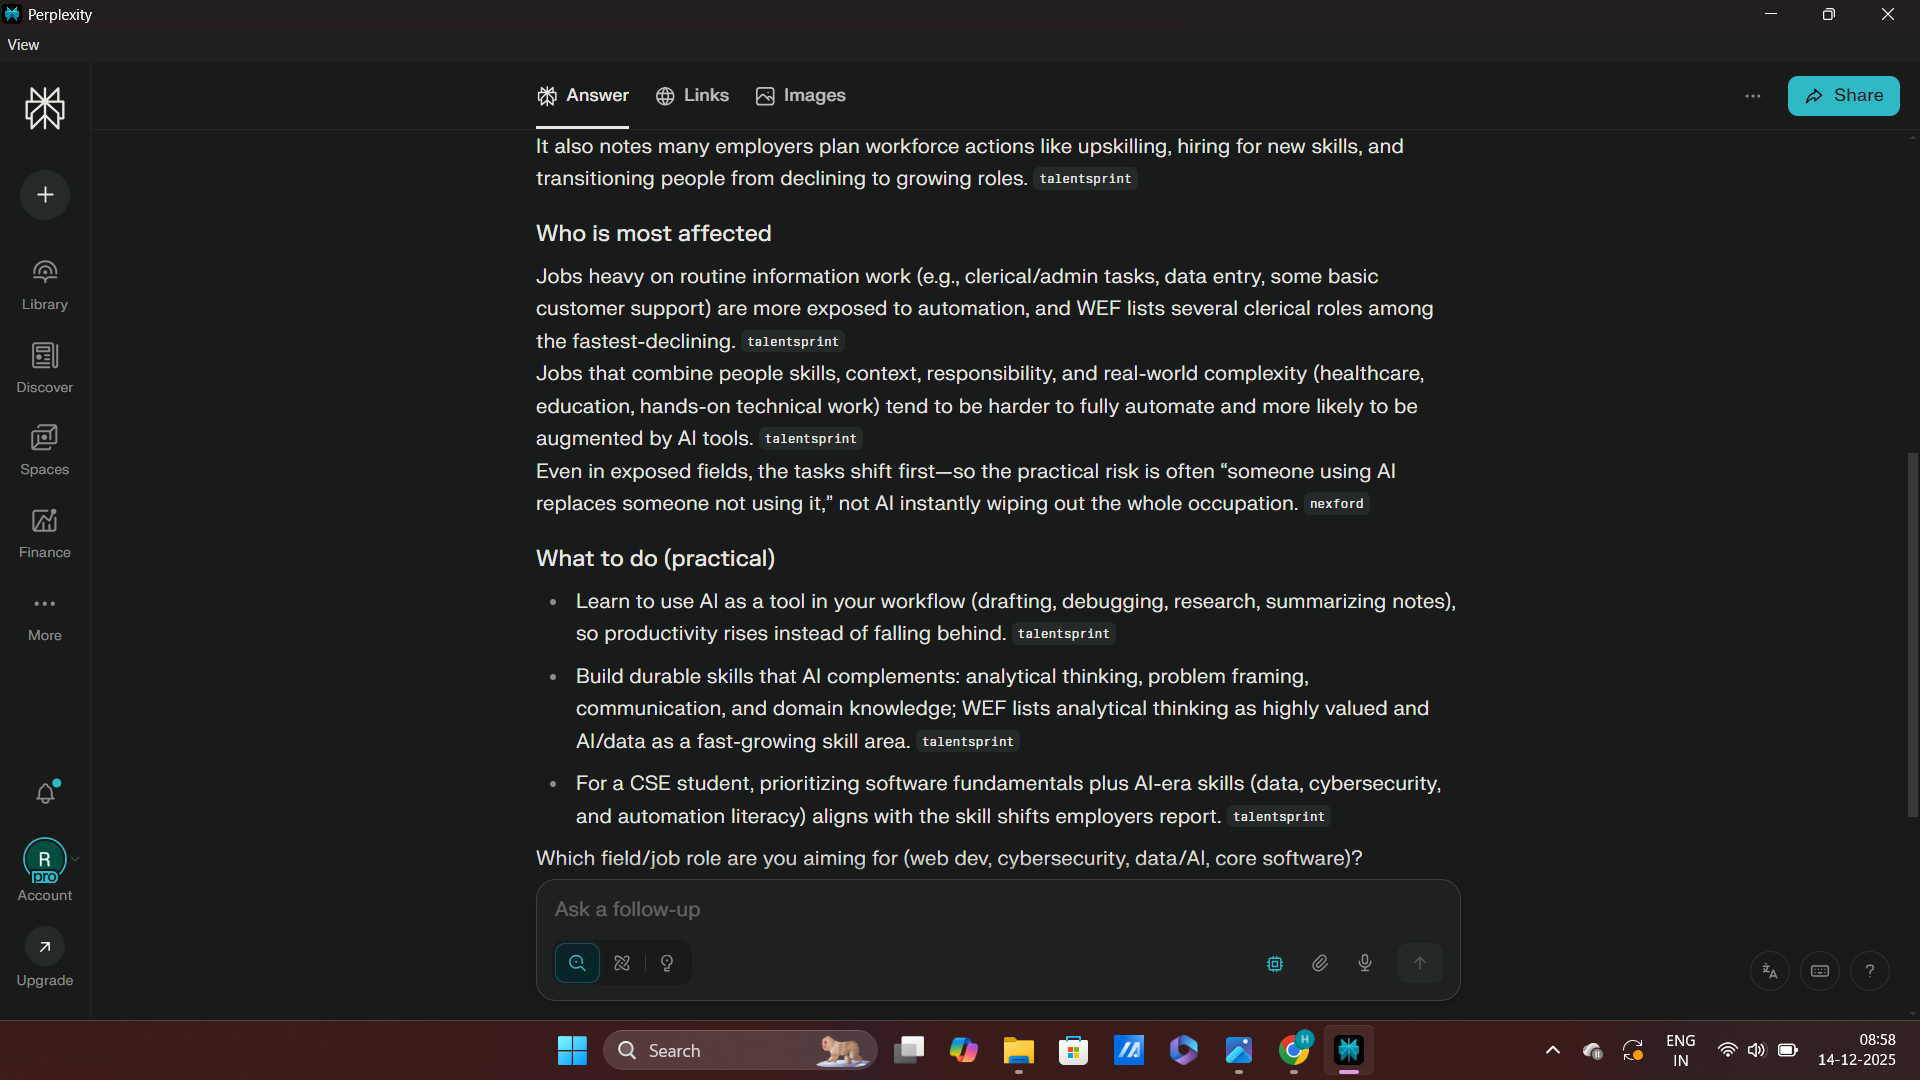 Perplexity
View
Answer
Links
Images
Share
It also notes many employers plan workforce actions like upskilling, hiring for new skills, and
transitioning people from declining to growing roles. talentsprint
Who is most affected
Jobs heavy on routine information work (e.g., clerical/admin tasks, data entry, some basic
customer support) are more exposed to automation, and WEF lists several clerical roles among
the fastest-declining. talentsprint
Jobs that combine people skills, context, responsibility, and real-world complexity (healthcare,
education, hands-on technical work) tend to be harder to fully automate and more likely to be
augmented by AI tools. talentsprint
Even in exposed fields, the tasks shift first—so the practical risk is often “someone using AI
replaces someone not using it,” not AI instantly wiping out the whole occupation. nexford
What to do (practical)
• Learn to use AI as a tool in your workflow (drafting, debugging, research, summarizing notes),
so productivity rises instead of falling behind. talentsprint
• Build durable skills that AI complements: analytical thinking, problem framing,
communication, and domain knowledge; WEF lists analytical thinking as highly valued and
AI/data as a fast-growing skill area. talentsprint
• For a CSE student, prioritizing software fundamentals plus AI-era skills (data, cybersecurity,
and automation literacy) aligns with the skill shifts employers report. talentsprint
Which field/job role are you aiming for (web dev, cybersecurity, data/AI, core software)?
Ask a follow-up
Library
Discover
Spaces
Finance
More
R
pro
Account
Upgrade
?
Search
H
ENG
IN
08:58
14-12-2025